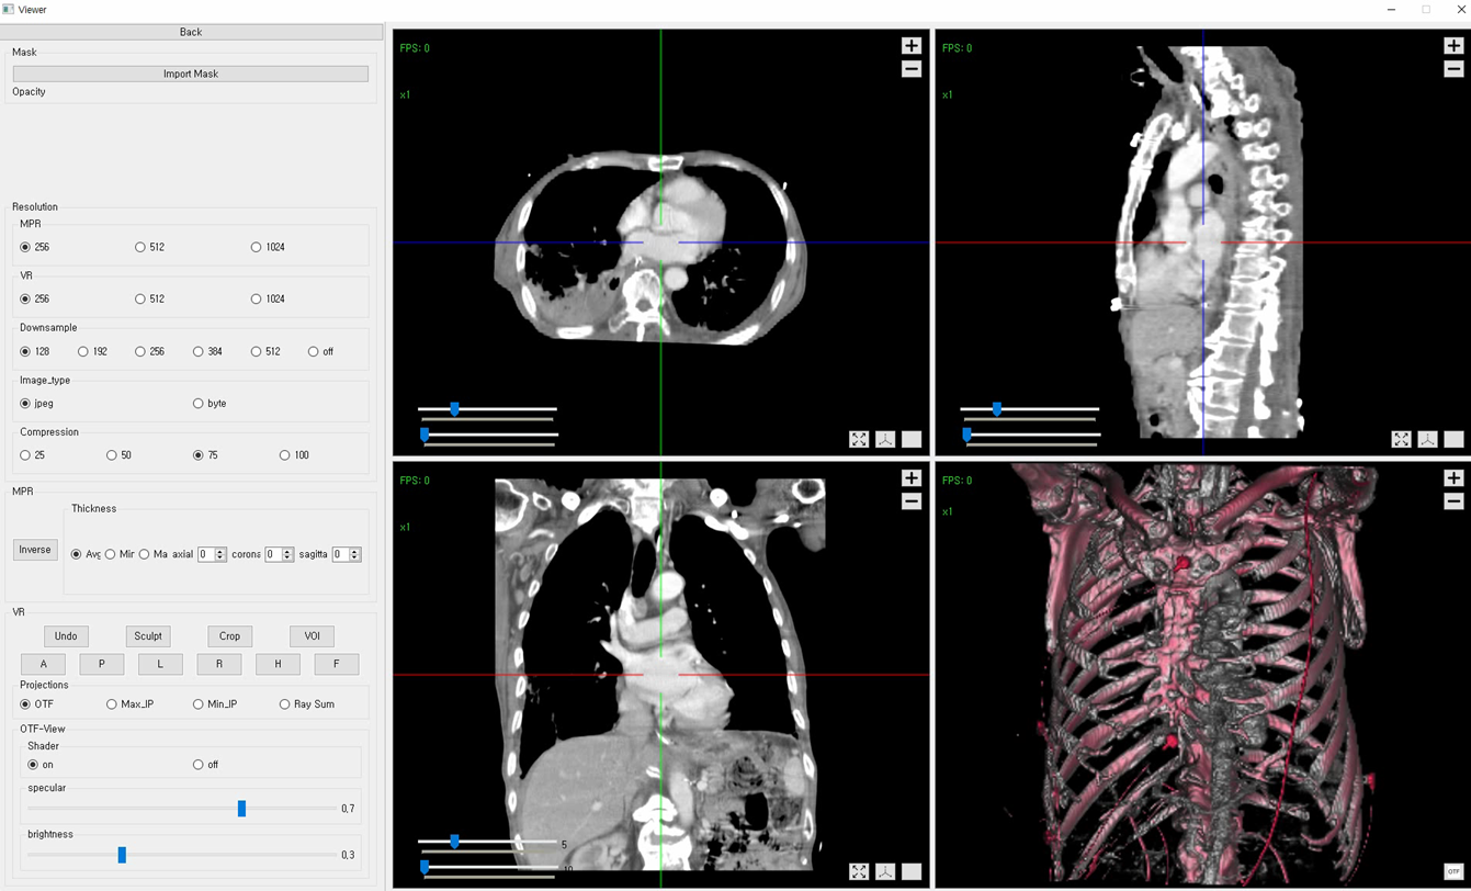 Viewer
Back
Mask
Import Mask
Opacity
Resolution
MPR
256 512 1024
VR
256 512 1024
Downsample
128 192 256 384 512 off
Image_type
jpeg byte
Compression
25 50 75 100
MPR
Thickness
Inverse
Avg Mir Ma axial 0 corona 0 sagitta 0
VR
Undo Sculpt Crop VOI
A P L R H F
Projections
OTF Max_IP Min_IP Ray Sum
OTF-View
Shader
on off
specular
0,7
brightness
0,3
FPS: 0
x1
FPS: 0
x1
FPS: 0
x1
5
10
FPS: 0
x1
OTF